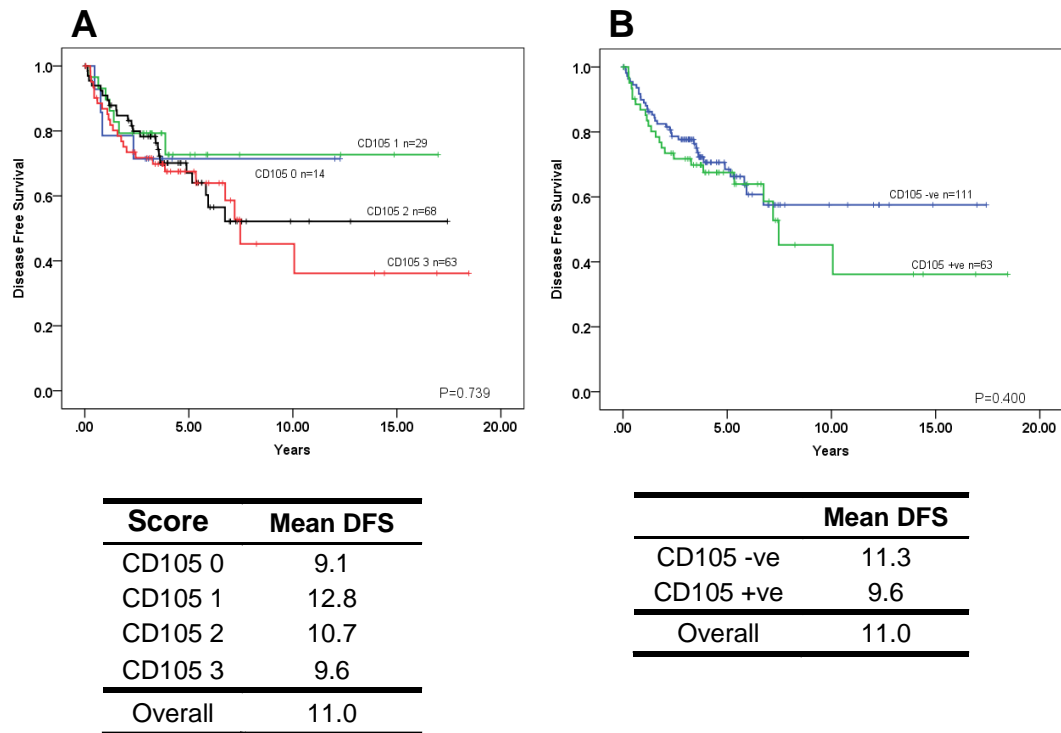 A
1.0
0.8
0.6
0.4
0.2
0.0
Disease Free Survival
CD105 1 n=29
CD105 0 n=14
CD105 2 n=68
CD105 3 n=63
P=0.739
.00 5.00 10.00 15.00 20.00
Years
B
1.0
0.8
0.6
0.4
0.2
0.0
Disease Free Survival
CD105 -ve n=111
CD105 +ve n=63
P=0.400
.00 5.00 10.00 15.00 20.00
Years
Score Mean DFS
CD105 0 9.1
CD105 1 12.8
CD105 2 10.7
CD105 3 9.6
Overall 11.0
Mean DFS
CD105 -ve 11.3
CD105 +ve 9.6
Overall 11.0